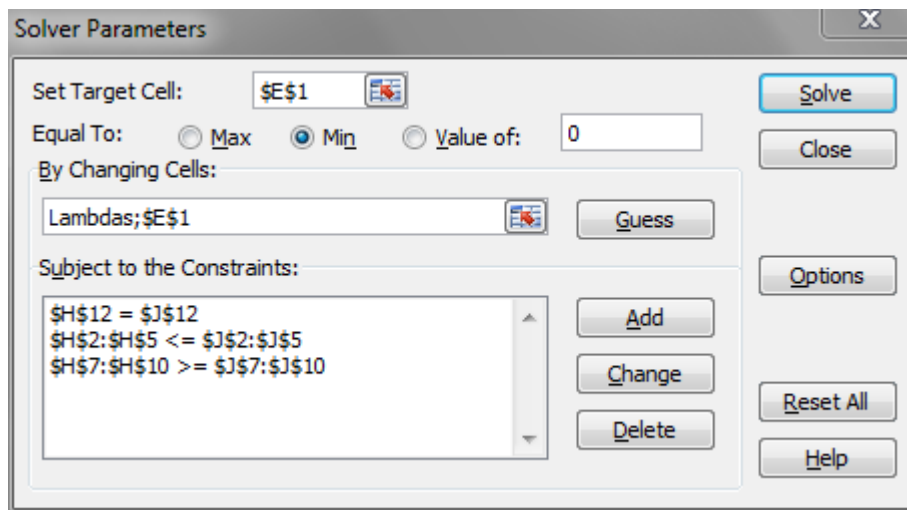 Solver Parameters
x
Set Target Cell: $E$1
Solve
Equal To: Max Min Value of: 0
Close
By Changing Cells:
Lambdas;$E$1
Guess
Subject to the Constraints:
Options
$H$12 = $J$12
Add
$H$2:$H$5 <= $J$2:$J$5
$H$7:$H$10 >= $J$7:$J$10
Change
Reset All
Delete
Help